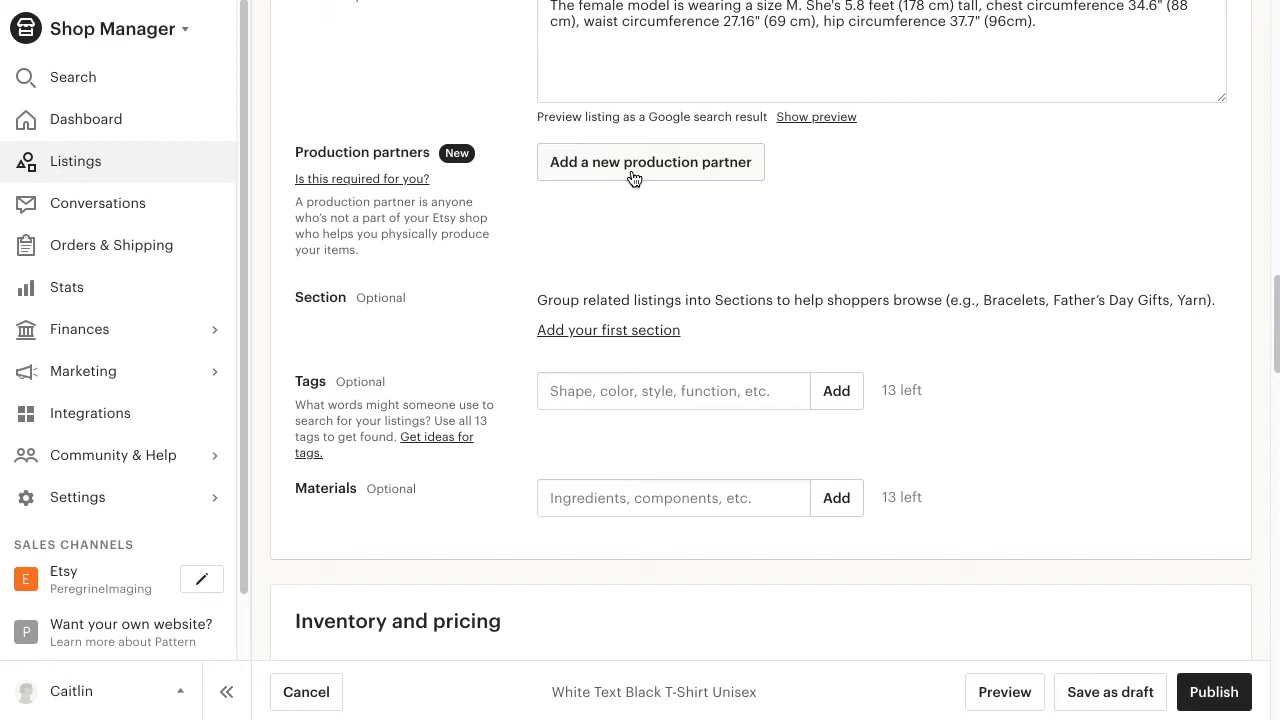 Shop Manager
Search
Dashboard
Listings
Conversations
Orders & Shipping
Stats
Finances
Marketing
Integrations
Community & Help
Settings
SALES CHANNELS
E
Etsy
PeregrineImaging
P
Want your own website?
Learn more about Pattern
Caitlin
The female model is wearing a size M. She's 5.8 feet (178 cm) tall, chest circumference 34.6" (88
cm), waist circumference 27.16" (69 cm), hip circumference 37.7" (96cm).
Preview listing as a Google search result Show preview
Production partners New
Is this required for you?
A production partner is anyone
who's not a part of your Etsy shop
who helps you physically produce
your items.
Add a new production partner
Section Optional
Group related listings into Sections to help shoppers browse (e.g., Bracelets, Father's Day Gifts, Yarn).
Add your first section
Tags Optional
What words might someone use to
search for your listings? Use all 13
tags to get found. Get ideas for
tags.
Shape, color, style, function, etc. Add 13 left
Materials Optional
Ingredients, components, etc. Add 13 left
Inventory and pricing
Cancel
White Text Black T-Shirt Unisex
Preview
Save as draft
Publish